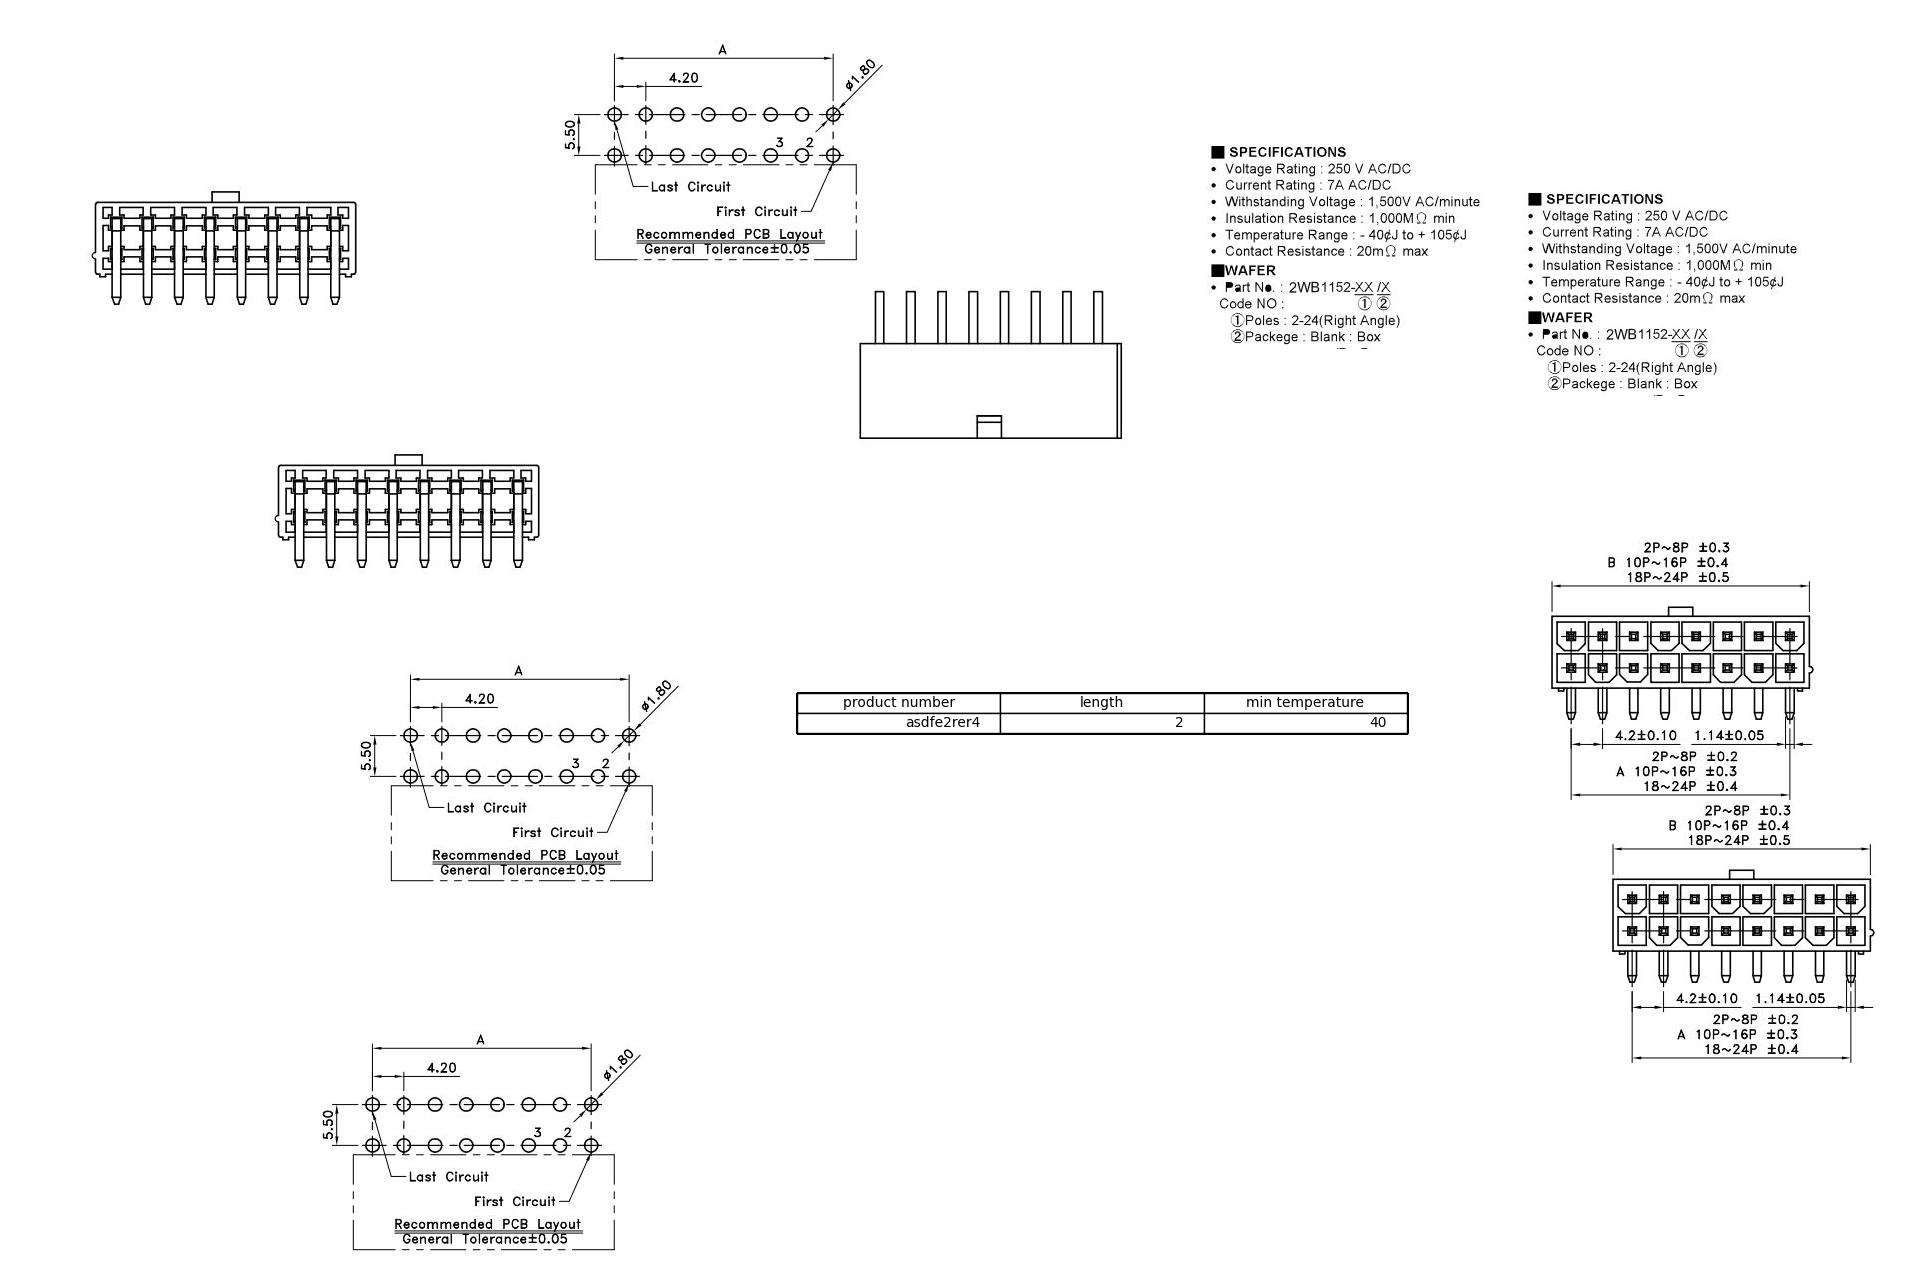 A
4.20
ø1.80
5.50
3 2
Last Circuit
First Circuit
Recommended PCB Layout
General Tolerance±0.05
■ SPECIFICATIONS
• Voltage Rating : 250 V AC/DC
• Current Rating : 7A AC/DC
• Withstanding Voltage : 1,500V AC/minute
• Insulation Resistance : 1,000MΩ min
• Temperature Range : - 40¢J to + 105¢J
• Contact Resistance : 20mΩ max
■WAFER
• Part No. : 2WB1152-XX /X
Code NO : ① ②
①Poles : 2-24(Right Angle)
②Packege : Blank : Box
■ SPECIFICATIONS
• Voltage Rating : 250 V AC/DC
• Current Rating : 7A AC/DC
• Withstanding Voltage : 1,500V AC/minute
• Insulation Resistance : 1,000MΩ min
• Temperature Range : - 40¢J to + 105¢J
• Contact Resistance : 20mΩ max
■WAFER
• Part No. : 2WB1152-XX /X
Code NO : ① ②
①Poles : 2-24(Right Angle)
②Packege : Blank : Box
2P~8P ±0.3
B 10P~16P ±0.4
18P~24P ±0.5
4.2±0.10 1.14±0.05
2P~8P ±0.2
A 10P~16P ±0.3
18~24P ±0.4
A
4.20
ø1.80
5.50
3 2
Last Circuit
First Circuit
Recommended PCB Layout
General Tolerance±0.05
product number length min temperature
asdfe2rer4 2 40
2P~8P ±0.3
B 10P~16P ±0.4
18P~24P ±0.5
4.2±0.10 1.14±0.05
2P~8P ±0.2
A 10P~16P ±0.3
18~24P ±0.4
A
4.20
ø1.80
5.50
3 2
Last Circuit
First Circuit
Recommended PCB Layout
General Tolerance±0.05